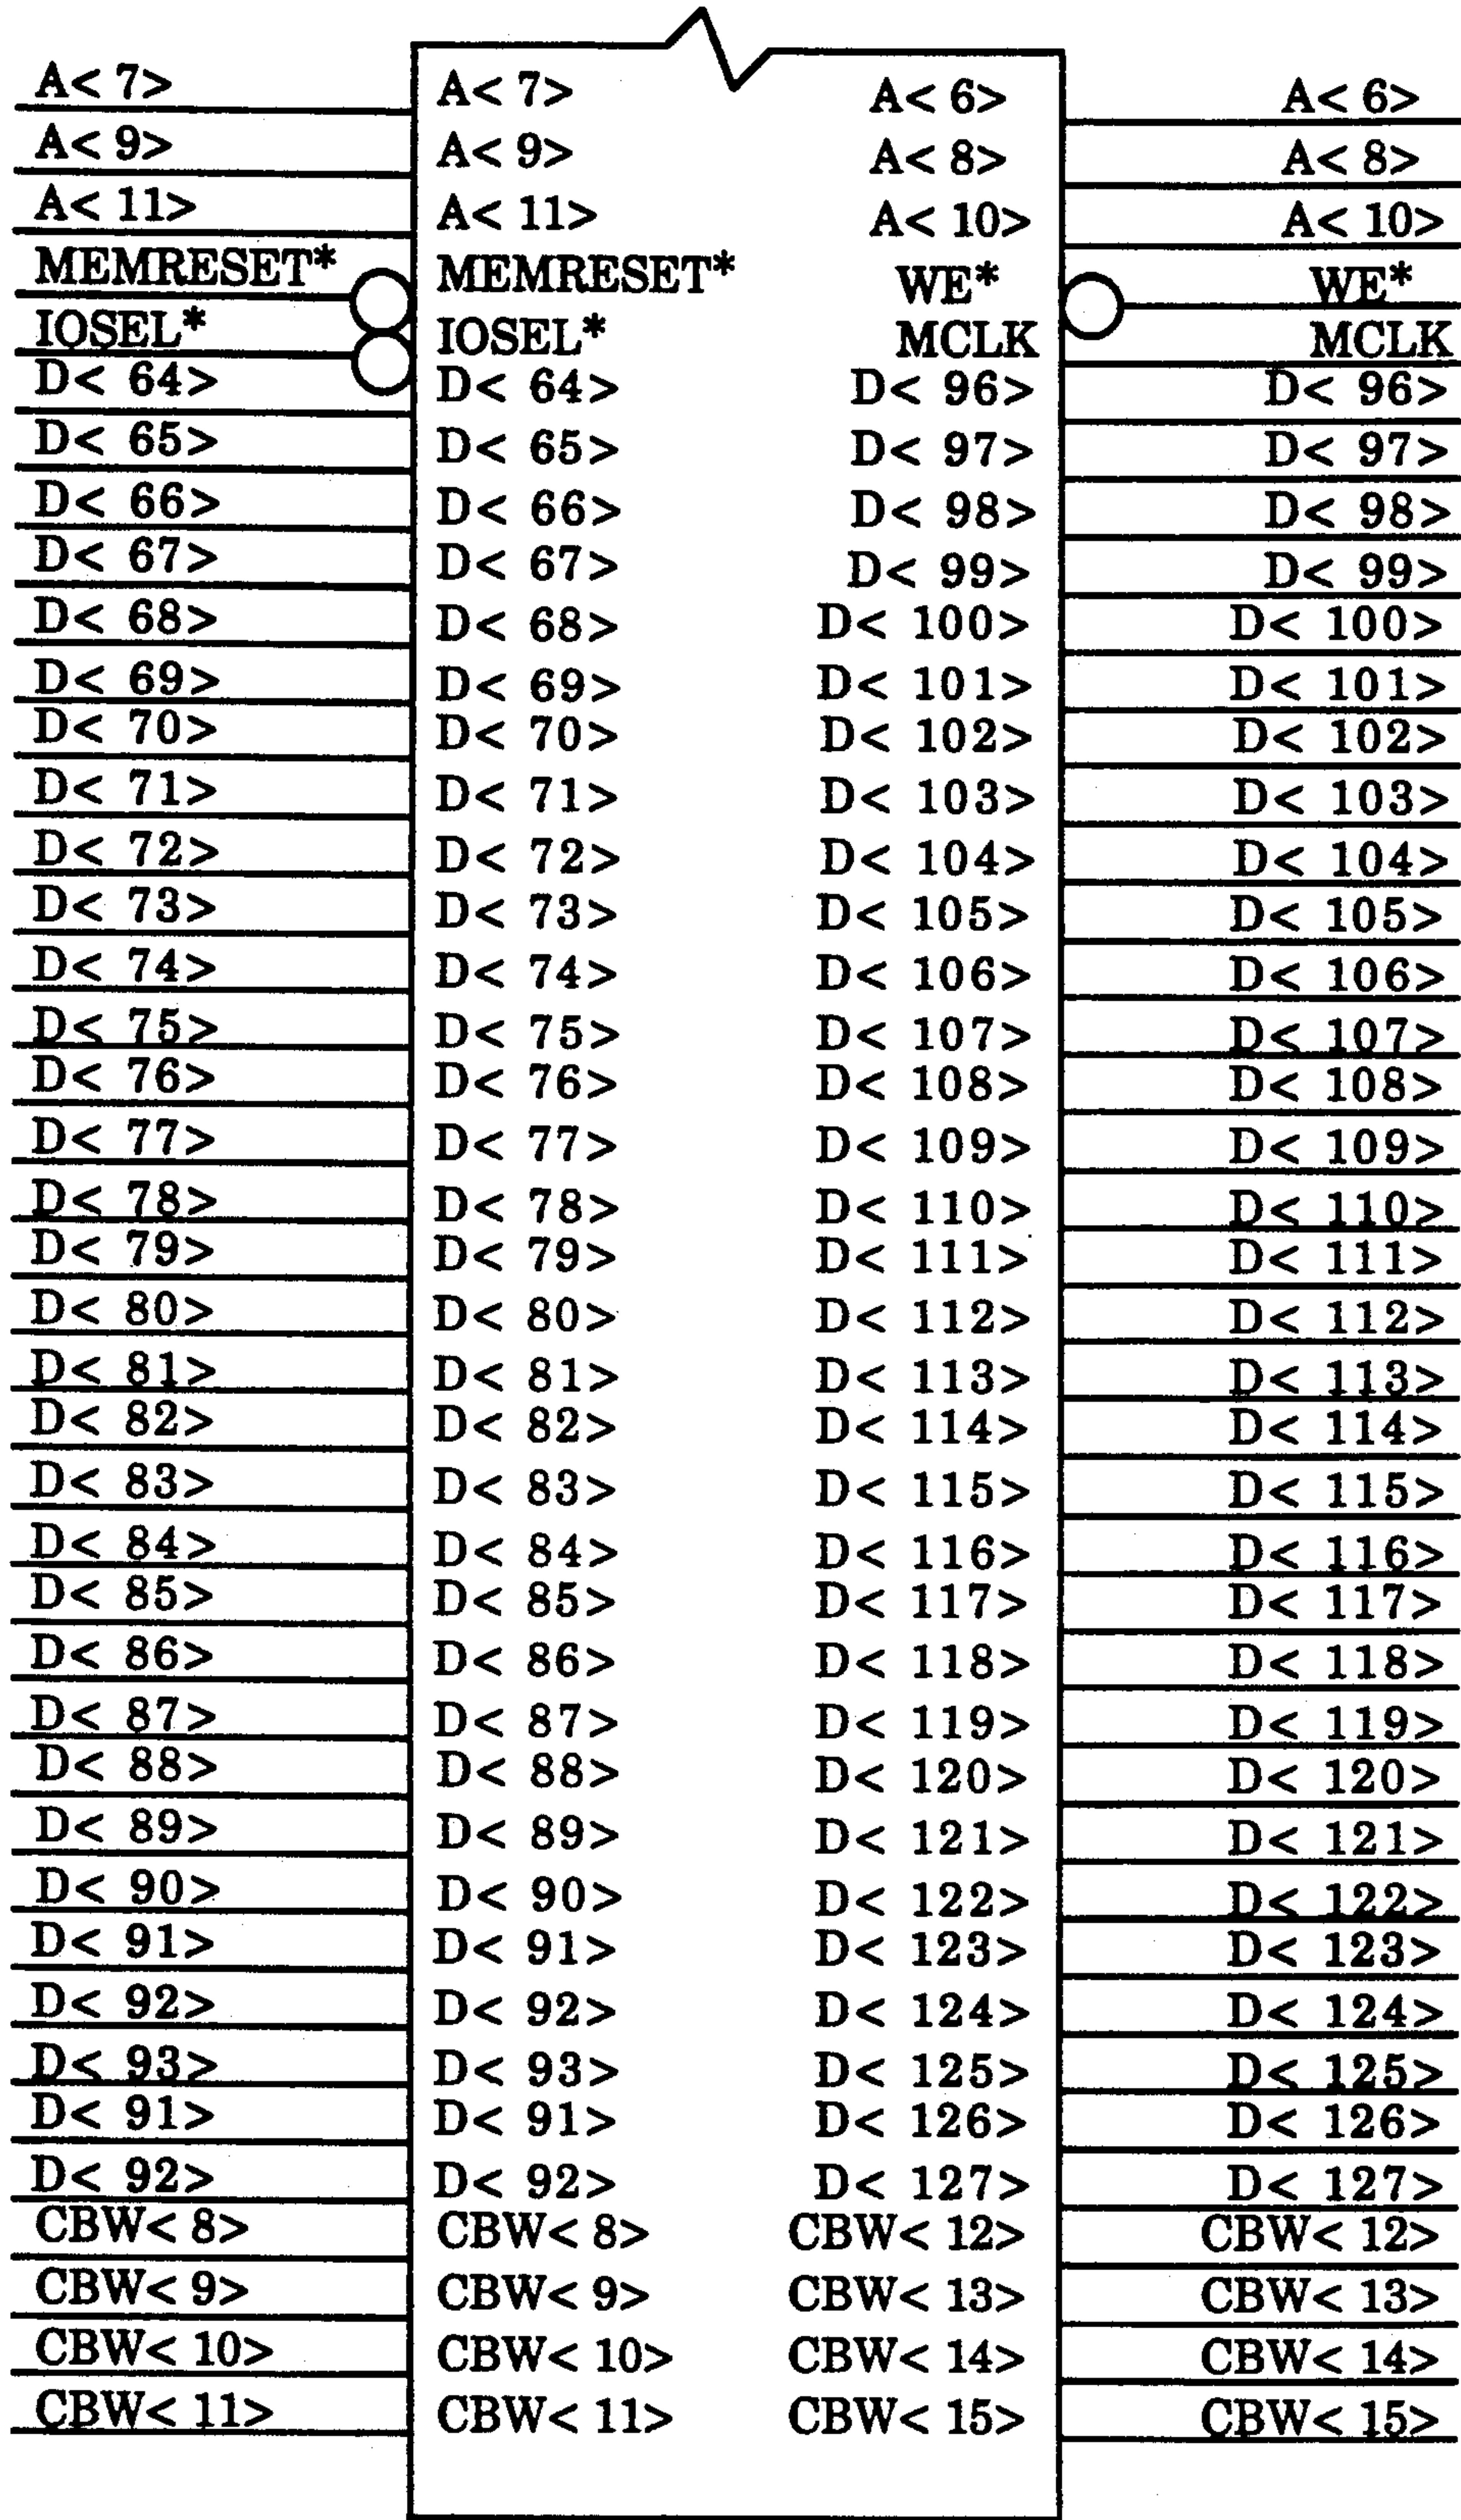 A< 7> A< 7> A< 6> A< 6>
A< 9> A< 9> A< 8> A< 8>
A< 11> A< 11> A< 10> A< 10>
MEMRESET* MEMRESET* WE* WE*
IOSEL* IOSEL* MCLK MCLK
D< 64> D< 64> D< 96> D< 96>
D< 65> D< 65> D< 97> D< 97>
D< 66> D< 66> D< 98> D< 98>
D< 67> D< 67> D< 99> D< 99>
D< 68> D< 68> D< 100> D< 100>
D< 69> D< 69> D< 101> D< 101>
D< 70> D< 70> D< 102> D< 102>
D< 71> D< 71> D< 103> D< 103>
D< 72> D< 72> D< 104> D< 104>
D< 73> D< 73> D< 105> D< 105>
D< 74> D< 74> D< 106> D< 106>
D< 75> D< 75> D< 107> D< 107>
D< 76> D< 76> D< 108> D< 108>
D< 77> D< 77> D< 109> D< 109>
D< 78> D< 78> D< 110> D< 110>
D< 79> D< 79> D< 111> D< 111>
D< 80> D< 80> D< 112> D< 112>
D< 81> D< 81> D< 113> D< 113>
D< 82> D< 82> D< 114> D< 114>
D< 83> D< 83> D< 115> D< 115>
D< 84> D< 84> D< 116> D< 116>
D< 85> D< 85> D< 117> D< 117>
D< 86> D< 86> D< 118> D< 118>
D< 87> D< 87> D< 119> D< 119>
D< 88> D< 88> D< 120> D< 120>
D< 89> D< 89> D< 121> D< 121>
D< 90> D< 90> D< 122> D< 122>
D< 91> D< 91> D< 123> D< 123>
D< 92> D< 92> D< 124> D< 124>
D< 93> D< 93> D< 125> D< 125>
D< 91> D< 91> D< 126> D< 126>
D< 92> D< 92> D< 127> D< 127>
CBW< 8> CBW< 8> CBW< 12> CBW< 12>
CBW< 9> CBW< 9> CBW< 13> CBW< 13>
CBW< 10> CBW< 10> CBW< 14> CBW< 14>
CBW< 11> CBW< 11> CBW< 15> CBW< 15>